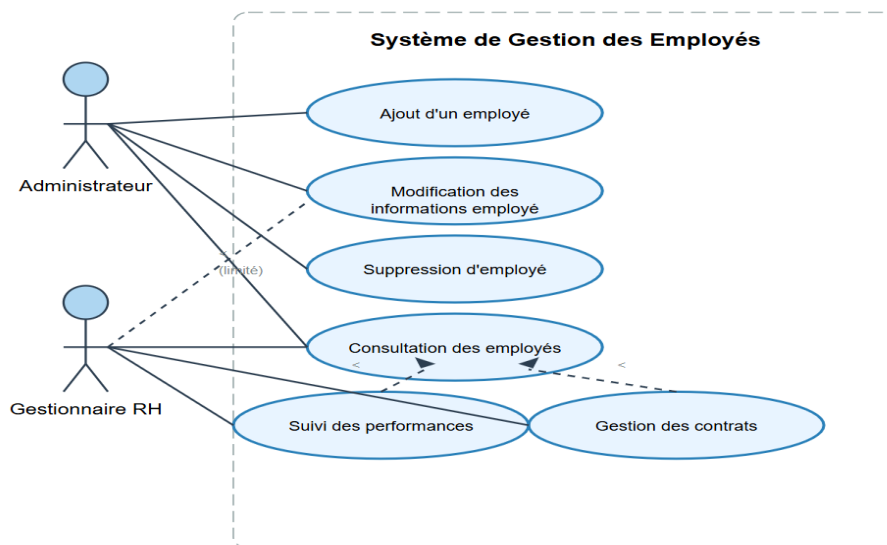 Système de Gestion des Employés
Ajout d'un employé
Administrateur
Modification des
informations employé
<
(limité)
Suppression d'employé
Consultation des employés
<
<
Gestionnaire RH
Suivi des performances
Gestion des contrats